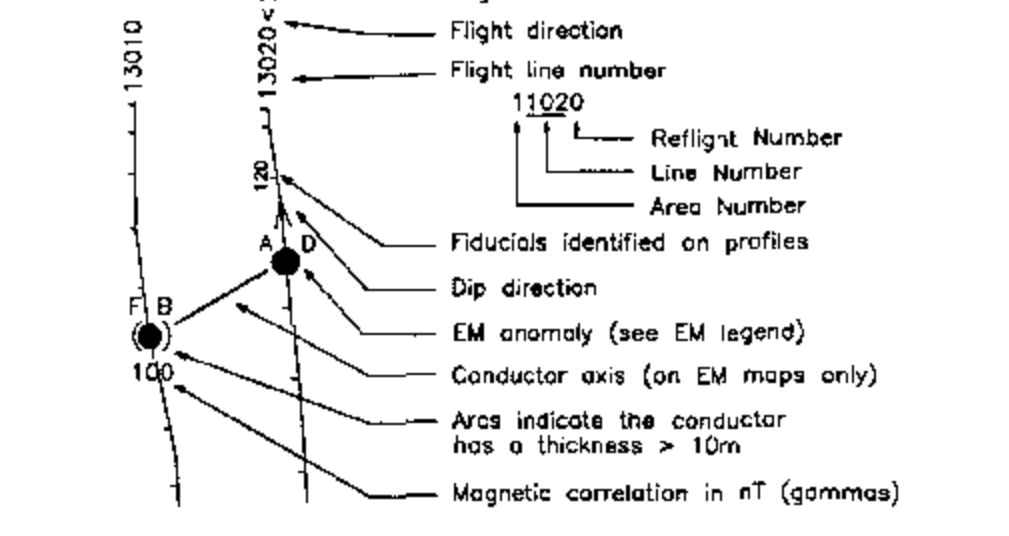 13010
13020 <
Flight direction
Flight line number
11020
Reflight Number
Line Number
Area Number
120
Fiducials identified on profiles
A D
Dip direction
F B
EM anomaly (see EM legend)
100
Conductor axis (on EM maps only)
Arcs indicate the conductor
has a thickness > 10m
Magnetic correlation in nT (gammas)